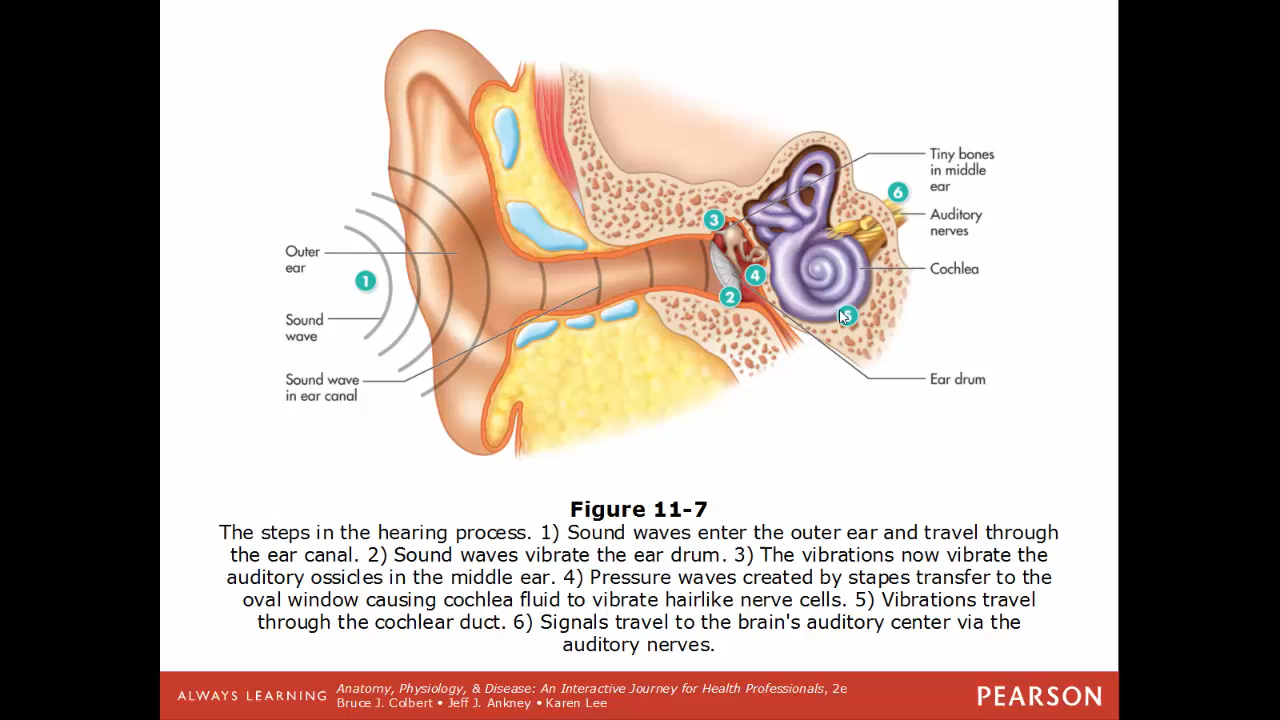 Outer
ear
1
Sound
wave
Sound wave
in ear canal
3
4
2
5
6
Tiny bones
in middle
ear
Auditory
nerves
Cochlea
Ear drum
Figure 11-7
The steps in the hearing process. 1) Sound waves enter the outer ear and travel through
the ear canal. 2) Sound waves vibrate the ear drum. 3) The vibrations now vibrate the
auditory ossicles in the middle ear. 4) Pressure waves created by stapes transfer to the
oval window causing cochlea fluid to vibrate hairlike nerve cells. 5) Vibrations travel
through the cochlear duct. 6) Signals travel to the brain's auditory center via the
auditory nerves.
ALWAYS LEARNING
Anatomy, Physiology, & Disease: An Interactive Journey for Health Professionals, 2e
Bruce J. Colbert • Jeff J. Ankney • Karen Lee
PEARSON